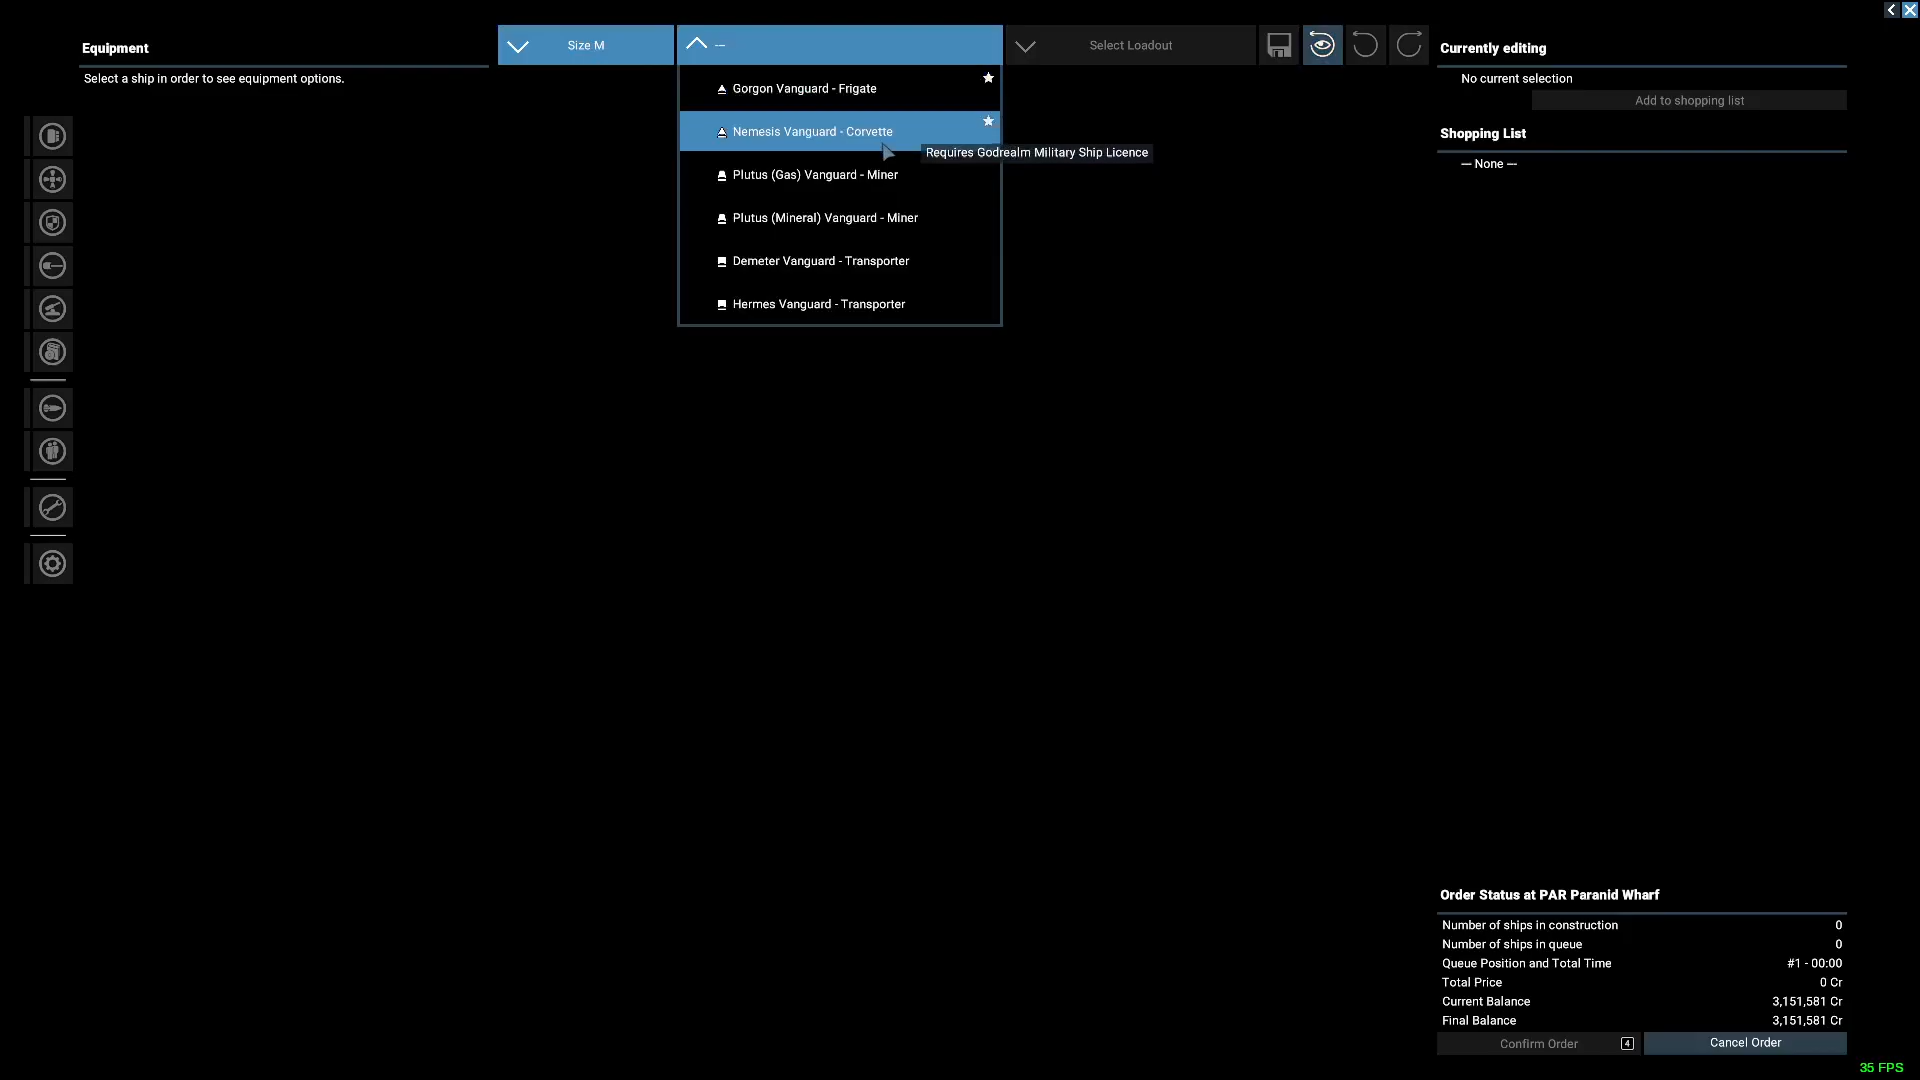 Equipment
Select a ship in order to see equipment options.
Size M
---
Select Loadout
Gorgon Vanguard - Frigate
Nemesis Vanguard - Corvette
Requires Godrealm Military Ship Licence
Plutus (Gas) Vanguard - Miner
Plutus (Mineral) Vanguard - Miner
Demeter Vanguard - Transporter
Hermes Vanguard - Transporter
Currently editing
No current selection
Add to shopping list
Shopping List
--- None ---
Order Status at PAR Paranid Wharf
Number of ships in construction 0
Number of ships in queue 0
Queue Position and Total Time #1 - 00:00
Total Price 0 Cr
Current Balance 3,151,581 Cr
Final Balance 3,151,581 Cr
Confirm Order 4
Cancel Order
35 FPS